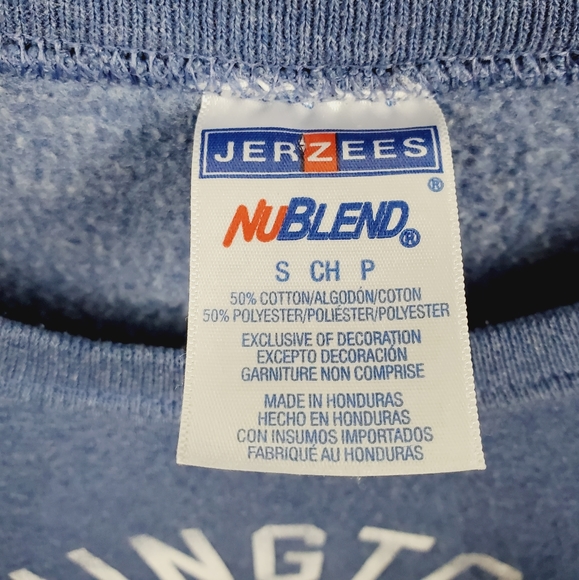 JERZEES
®
NUBLEND®
S CH P
50% COTTON/ALGODÓN/COTON
50% POLYESTER/POLIÉSTER/POLYESTER
EXCLUSIVE OF DECORATION
EXCEPTO DECORACIÓN
GARNITURE NON COMPRISE
MADE IN HONDURAS
HECHO EN HONDURAS
CON INSUMOS IMPORTADOS
FABRIQUÉ AU HONDURAS